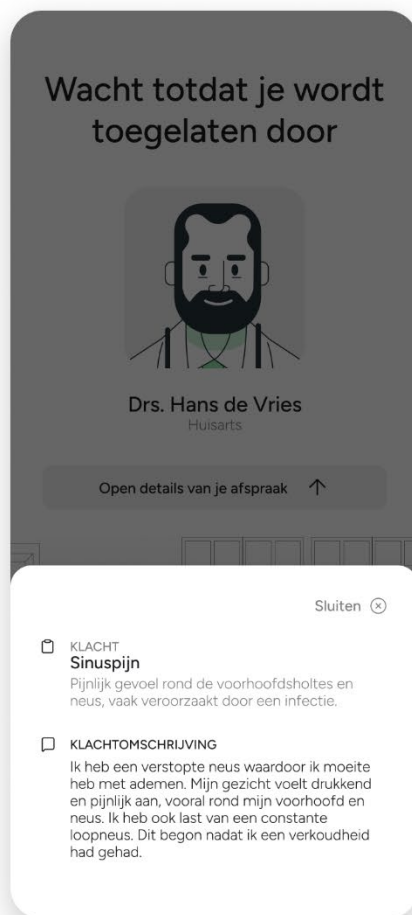 Wacht totdat je wordt
toegelaten door
Drs. Hans de Vries
Huisarts
Open details van je afspraak
Sluiten
KLACHT
Sinuspijn
Pijnlijk gevoel rond de voorhoofdsholtes en
neus, vaak veroorzaakt door een infectie.
KLACHTOMSCHRIJVING
Ik heb een verstopte neus waardoor ik moeite
heb met ademen. Mijn gezicht voelt drukkend
en pijnlijk aan, vooral rond mijn voorhoofd en
neus. Ik heb ook last van een constante
loopneus. Dit begon nadat ik een verkoudheid
had gehad.